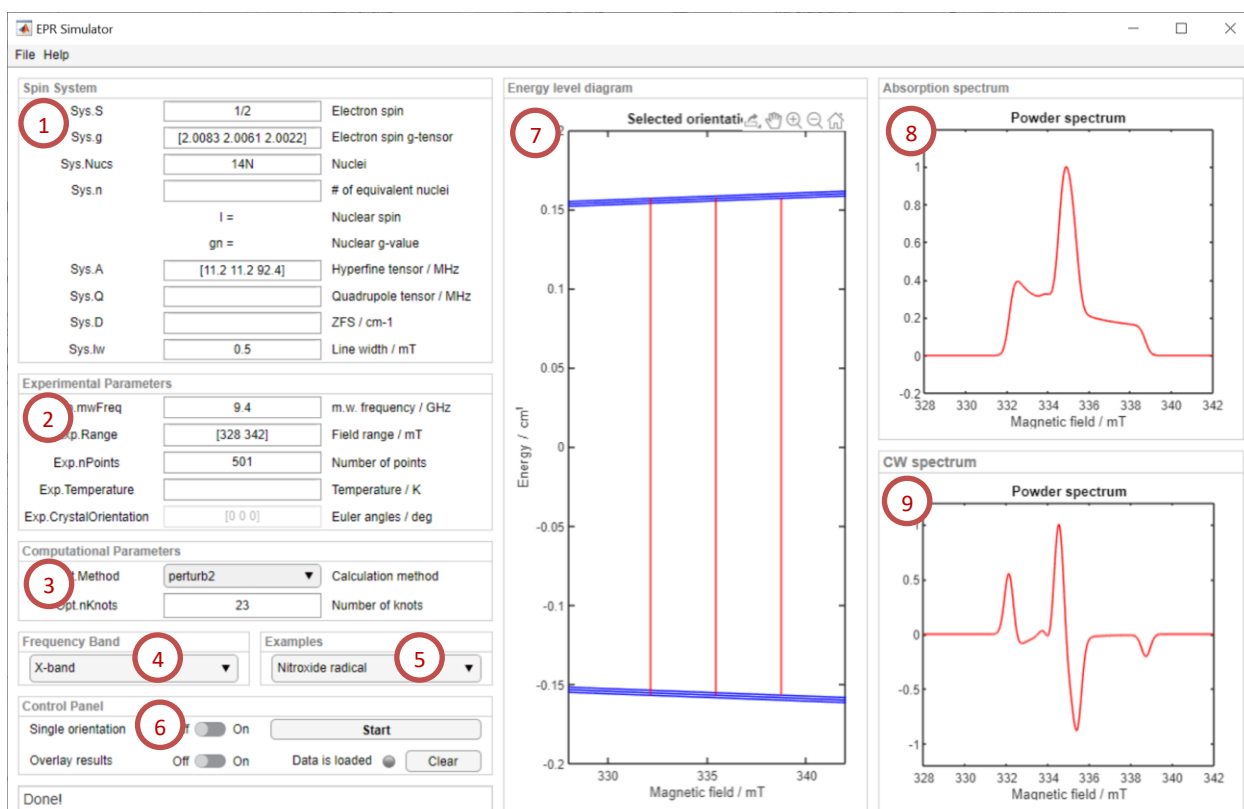 EPR Simulator
File Help
Spin System
1
Sys.S 1/2 Electron spin
Sys.g [2.0083 2.0061 2.0022] Electron spin g-tensor
Sys.Nucs 14N Nuclei
Sys.n # of equivalent nuclei
I = Nuclear spin
gn = Nuclear g-value
Sys.A [11.2 11.2 92.4] Hyperfine tensor / MHz
Sys.Q Quadrupole tensor / MHz
Sys.D ZFS / cm-1
Sys.lw 0.5 Line width / mT
Experimental Parameters
2
.mwFreq 9.4 m.w. frequency / GHz
xp.Range [328 342] Field range / mT
Exp.nPoints 501 Number of points
Exp.Temperature Temperature / K
Exp.CrystalOrientation [0 0 0] Euler angles / deg
Computational Parameters
3
.Method perturb2 Calculation method
Opt.nKnots 23 Number of knots
Frequency Band
X-band 4
Examples
Nitroxide radical 5
Control Panel
6
Single orientation On Start
Overlay results Off On Data is loaded Clear
Done!
Energy level diagram
7
Selected orientati
0.2
0.15
0.1
0.05
0
-0.05
-0.1
-0.15
-0.2
Energy / cm¹
330 335 340
Magnetic field / mT
Absorption spectrum
8
Powder spectrum
1
0.8
0.6
0.4
0.2
0
-0.2
328 330 332 334 336 338 340 342
Magnetic field / mT
CW spectrum
9
Powder spectrum
1
0.5
0
-0.5
-1
328 330 332 334 336 338 340 342
Magnetic field / mT